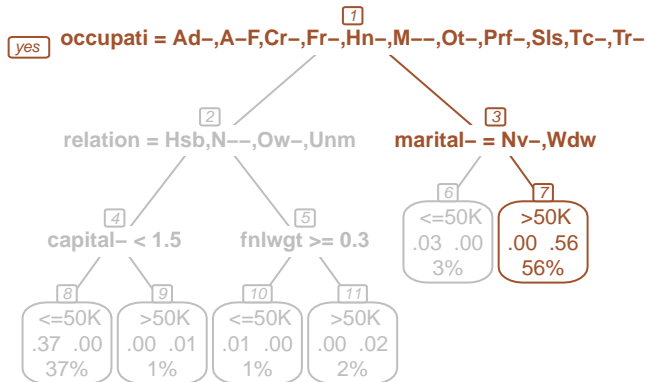 1
yes occupati = Ad−,A−F,Cr−,Fr−,Hn−,M−−,Ot−,Prf−,Sls,Tc−,Tr−
2 3
relation = Hsb,N−−,Ow−,Unm marital− = Nv−,Wdw
6 7
<=50K >50K
.03 .00 .00 .56
3% 56%
4 5
capital− < 1.5 fnlwgt >= 0.3
8 9 10 11
<=50K >50K <=50K >50K
.37 .00 .00 .01 .01 .00 .00 .02
37% 1% 1% 2%